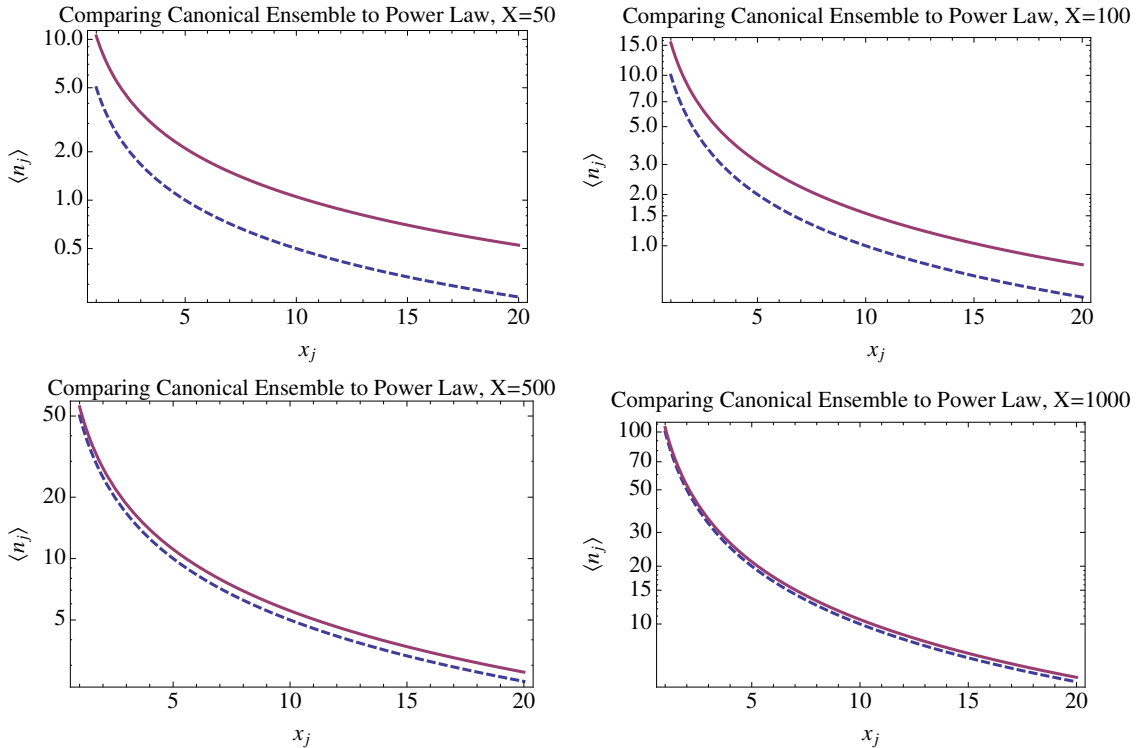 Comparing Canonical Ensemble to Power Law, X=50
10.0
5.0
2.0
1.0
0.5
⟨n_j⟩
5 10 15 20
x_j
Comparing Canonical Ensemble to Power Law, X=100
15.0
10.0
7.0
5.0
3.0
2.0
1.5
1.0
⟨n_j⟩
5 10 15 20
x_j
Comparing Canonical Ensemble to Power Law, X=500
50
20
10
5
⟨n_j⟩
5 10 15 20
x_j
Comparing Canonical Ensemble to Power Law, X=1000
100
70
50
30
20
15
10
⟨n_j⟩
5 10 15 20
x_j